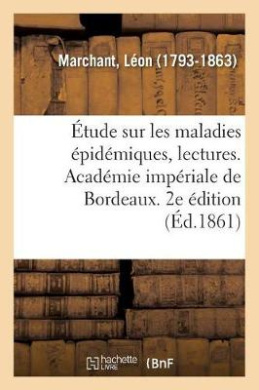 Marchant, Léon (1793-1863)
Étude sur les maladies
épidémiques, lectures. Académie
impériale de Bordeaux. 2e édition
(Éd.1861)
hachette
LIVRE
{BnF